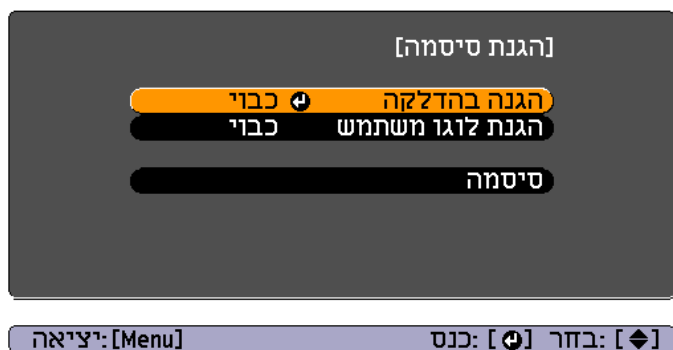 [הגנת סיסמה]
הגנה בהדלקה כבוי
הגנת לוגו משתמש כבוי
סיסמה
[◆] :בחר [↵] :כנס [Menu]:יציאה